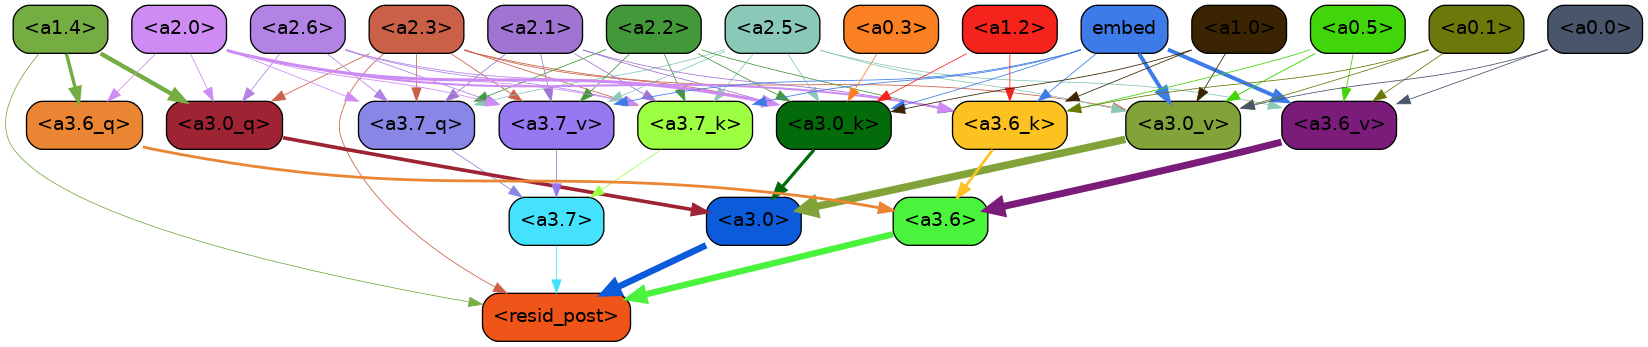 <a1.4> <a2.0> <a2.6> <a2.3> <a2.1> <a2.2> <a2.5> <a0.3> <a1.2> embed <a1.0> <a0.5> <a0.1> <a0.0>
<a3.6_q> <a3.0_q> <a3.7_q> <a3.7_v> <a3.7_k> <a3.0_k> <a3.6_k> <a3.0_v> <a3.6_v>
<a3.7> <a3.0> <a3.6>
<resid_post>